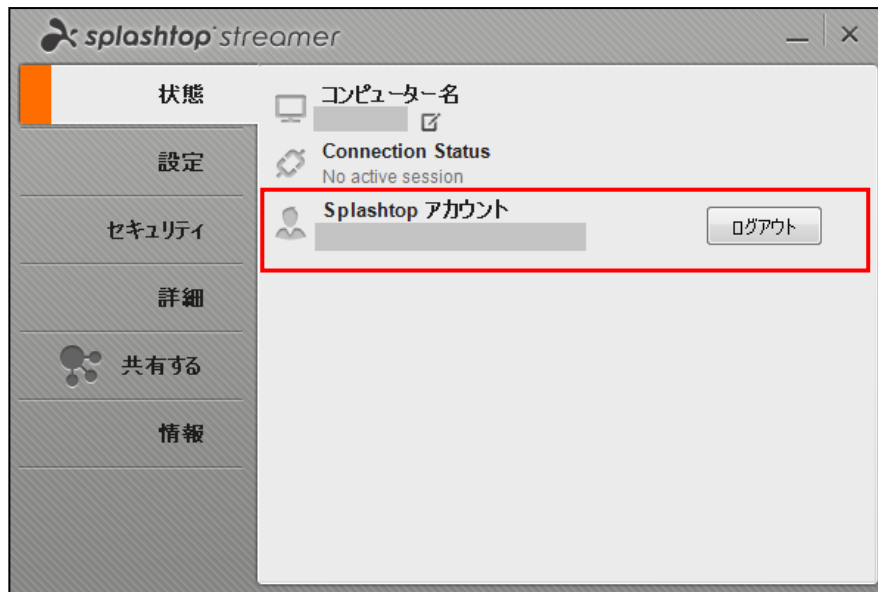 splashtop streamer
状態
設定
セキュリティ
詳細
共有する
情報
コンピューター名
Connection Status
No active session
Splashtop アカウント
ログアウト